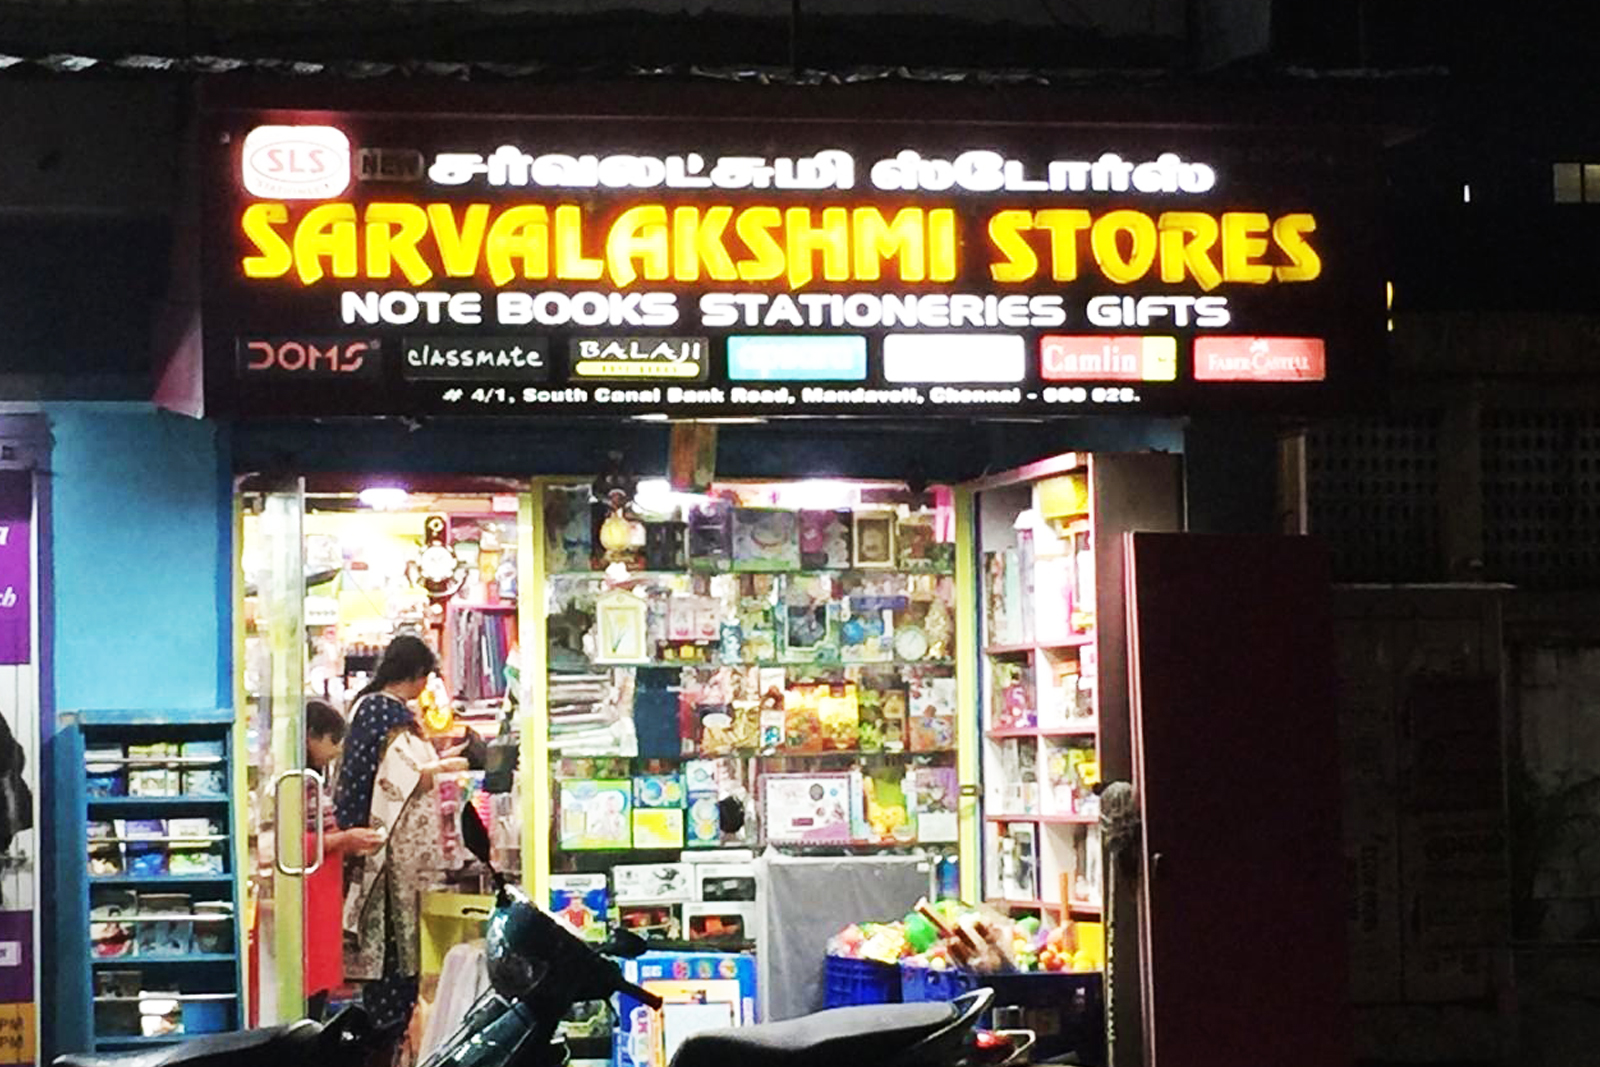 SLS
NEW சர்வலட்சுமி ஸ்டோர்ஸ்
SARVALAKSHMI STORES
NOTE BOOKS STATIONERIES GIFTS
DOMS classmate BALAJI Camlin FABER-CASTELL
# 4/1, South Canal Bank Road, Mandaveli, Chennai - 600 028.